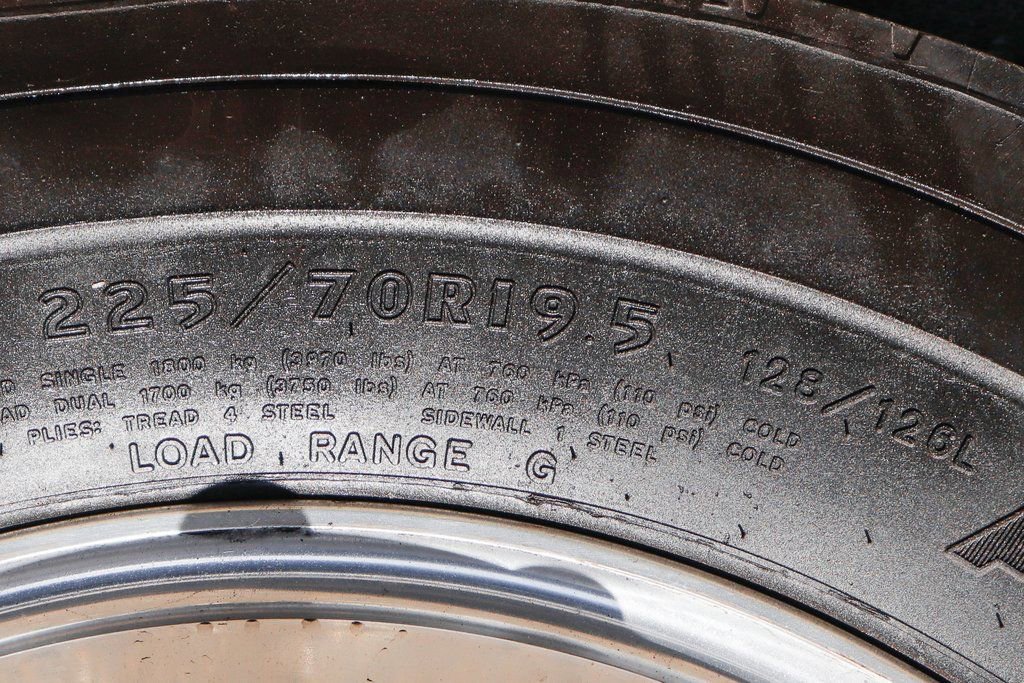 225/70R19.5 128/126L
SINGLE 1800 kg (3970 lbs) AT 760 kPa (110 psi) COLD
DUAL 1700 kg (3750 lbs) AT 760 kPa (110 psi) COLD
PLIES: TREAD 4 STEEL SIDEWALL 1 STEEL
LOAD RANGE G